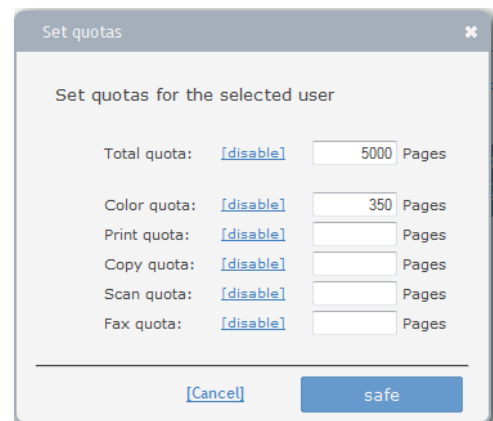 Set quotas
Set quotas for the selected user
Total quota: [disable] 5000 Pages
Color quota: [disable] 350 Pages
Print quota: [disable] Pages
Copy quota: [disable] Pages
Scan quota: [disable] Pages
Fax quota: [disable] Pages
[Cancel] safe